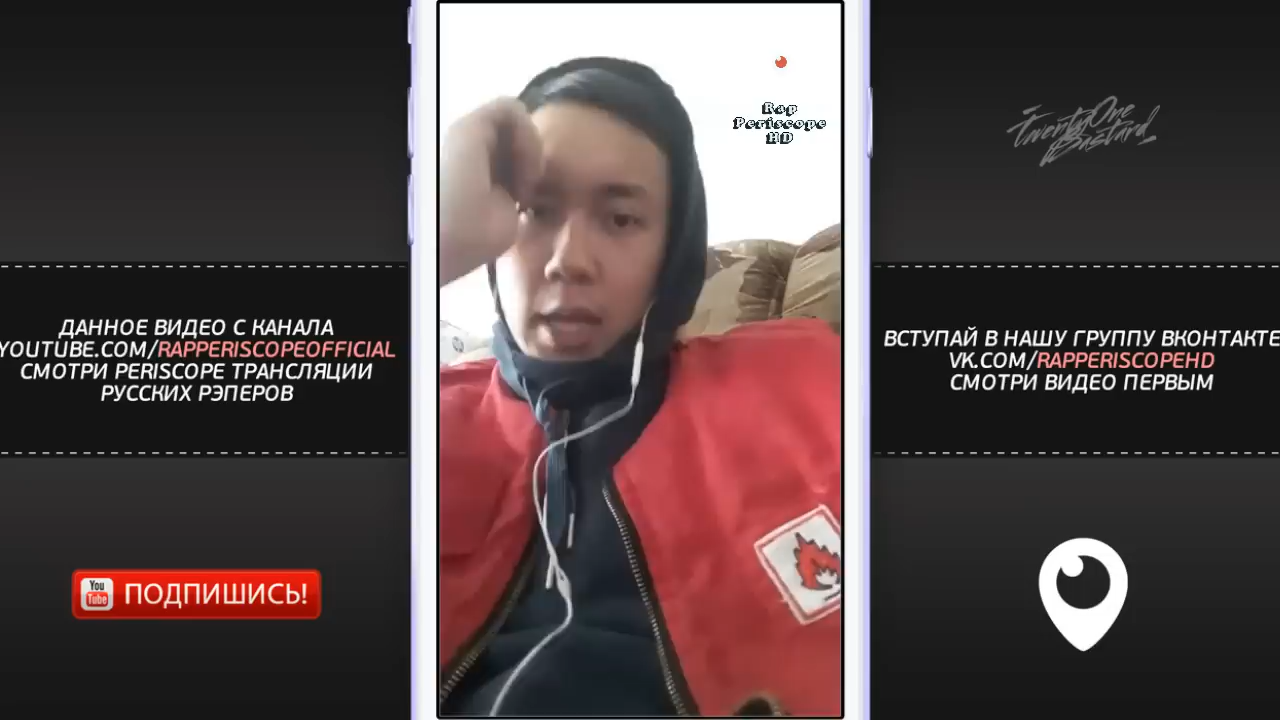 ДАННОЕ ВИДЕО С КАНАЛА
YOUTUBE.COM/RAPPERISCOPEOFFICIAL
СМОТРИ PERISCOPE ТРАНСЛЯЦИИ
РУССКИХ РЭПЕРОВ
You
Tube
ПОДПИШИСЬ!
Rap
Periscope
HD
TwentyOne
Bastard
ВСТУПАЙ В НАШУ ГРУППУ ВКОНТАКТЕ
VK.COM/RAPPERISCOPEHD
СМОТРИ ВИДЕО ПЕРВЫМ